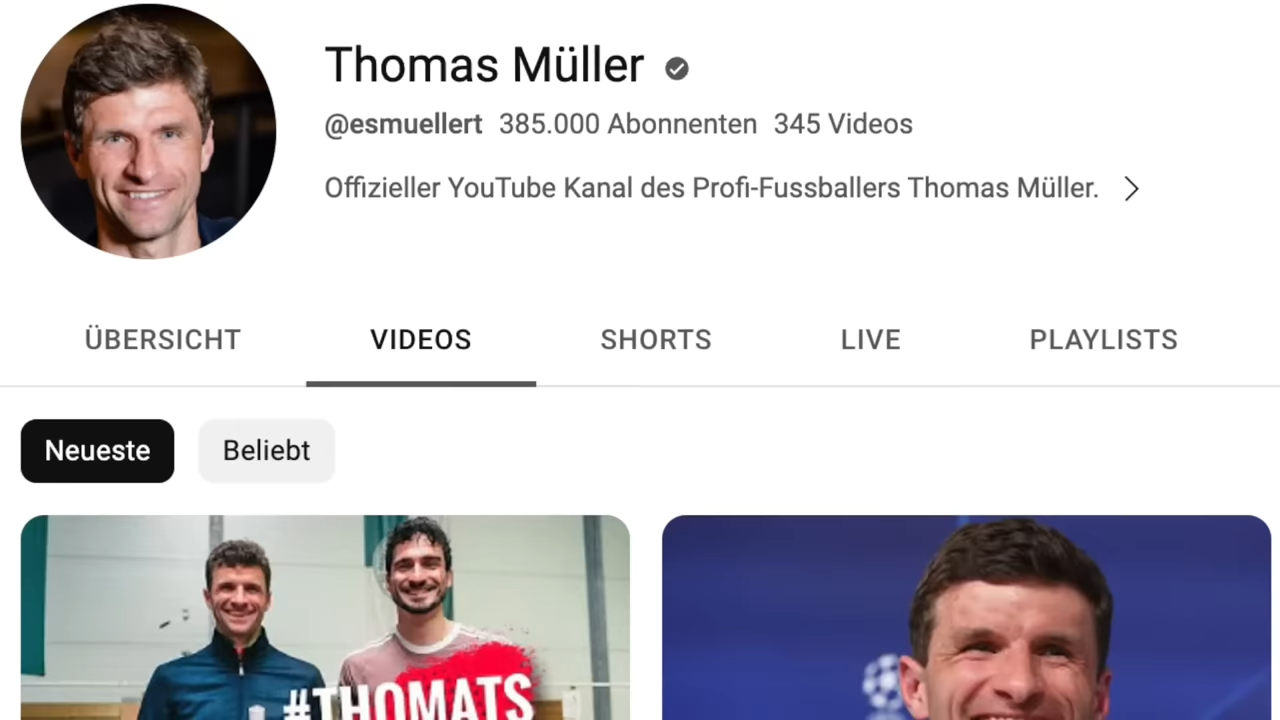 Thomas Müller
@esmuellert 385.000 Abonnenten 345 Videos
Offizieller YouTube Kanal des Profi-Fussballers Thomas Müller.
ÜBERSICHT VIDEOS SHORTS LIVE PLAYLISTS
Neueste Beliebt
#THOMATS